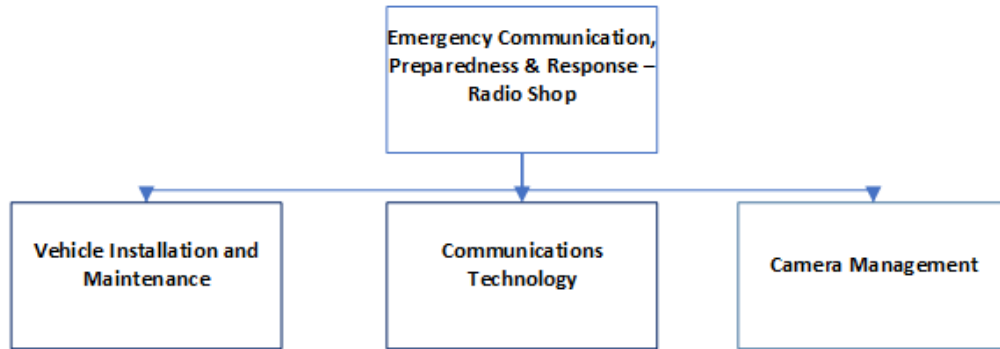 Emergency Communication,
Preparedness & Response –
Radio Shop
Vehicle Installation and
Maintenance
Communications
Technology
Camera Management